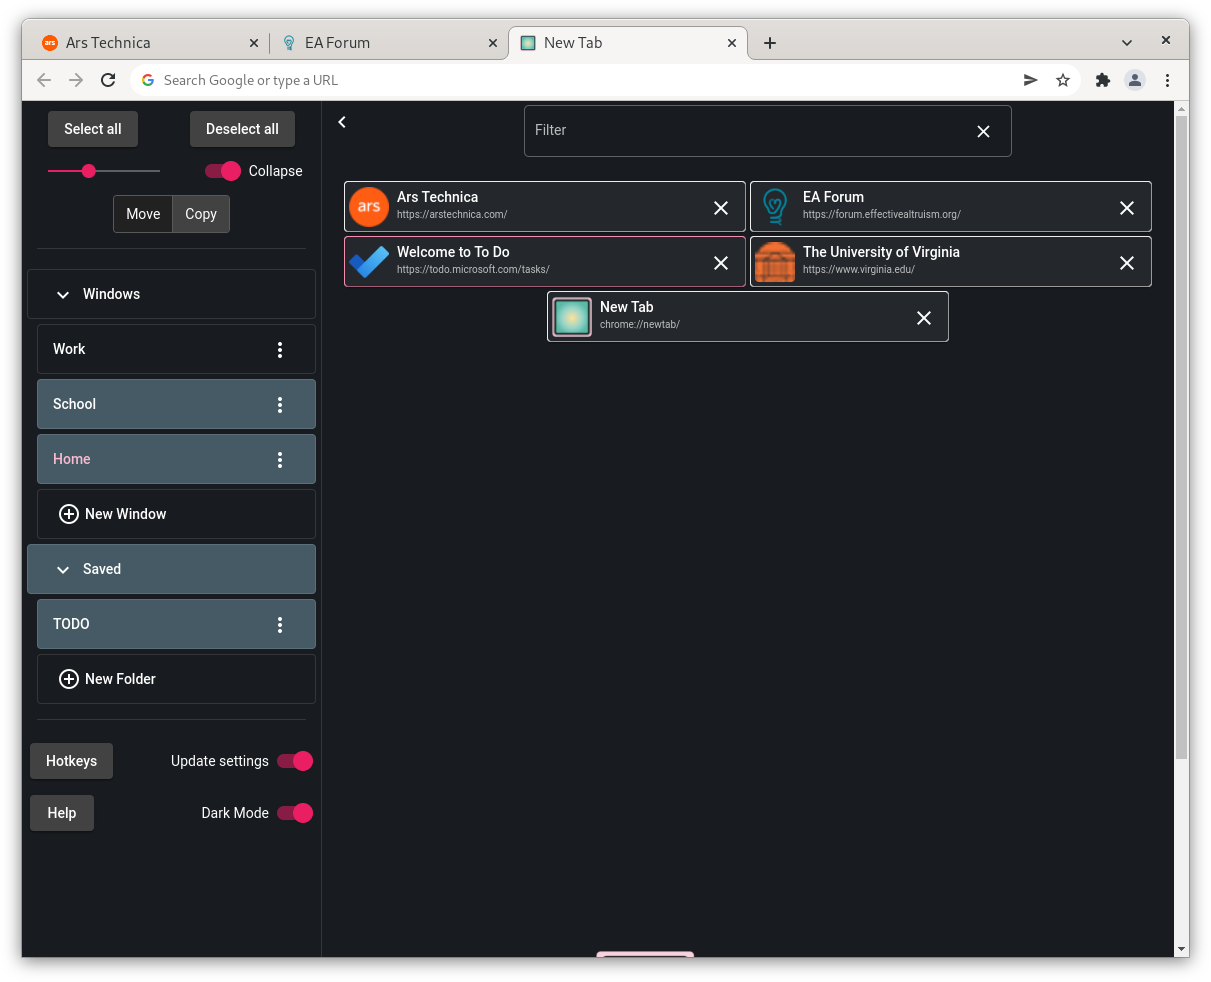 Ars Technica
EA Forum
New Tab
Search Google or type a URL
Select all
Deselect all
Collapse
Move
Copy
Windows
Work
School
Home
New Window
Saved
TODO
New Folder
Hotkeys
Update settings
Help
Dark Mode
Filter
ars
Ars Technica
https://arstechnica.com/
EA Forum
https://forum.effectivealtruism.org/
Welcome to To Do
https://todo.microsoft.com/tasks/
The University of Virginia
https://www.virginia.edu/
New Tab
chrome://newtab/